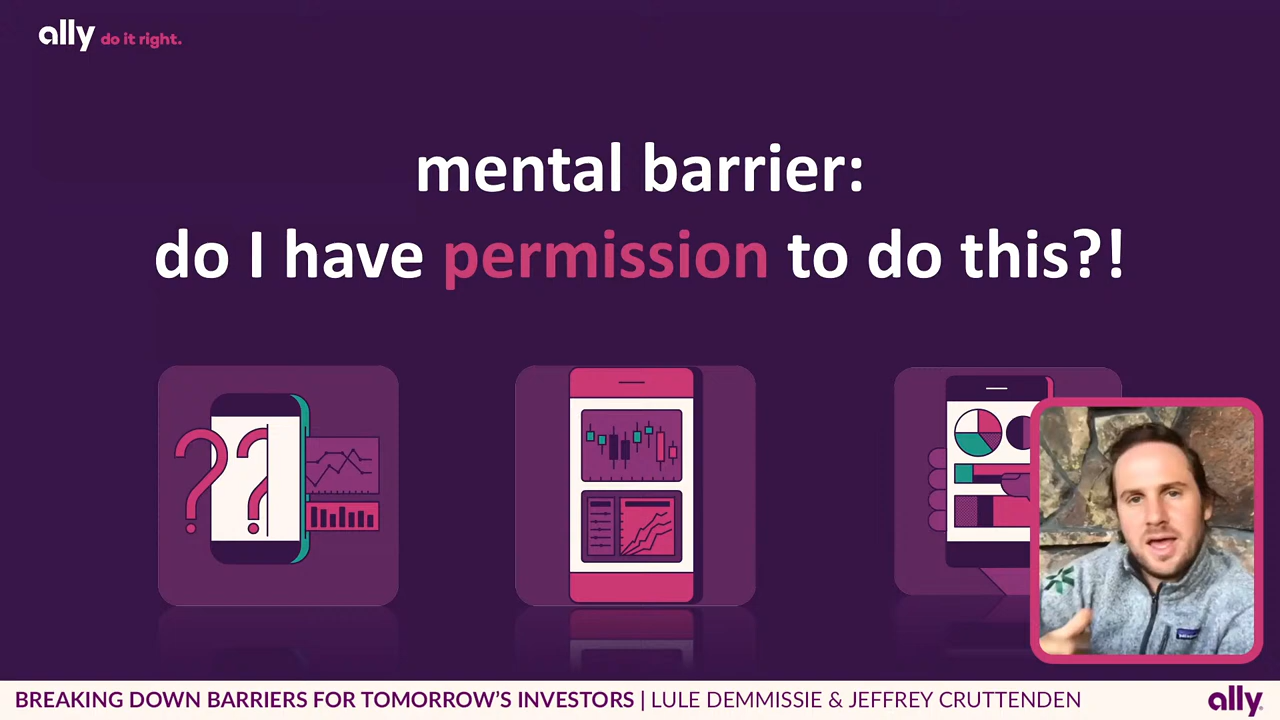 ally do it right.
mental barrier:
do I have permission to do this?!
??
BREAKING DOWN BARRIERS FOR TOMORROW'S INVESTORS | LULE DEMMISSIE & JEFFREY CRUTTENDEN
ally